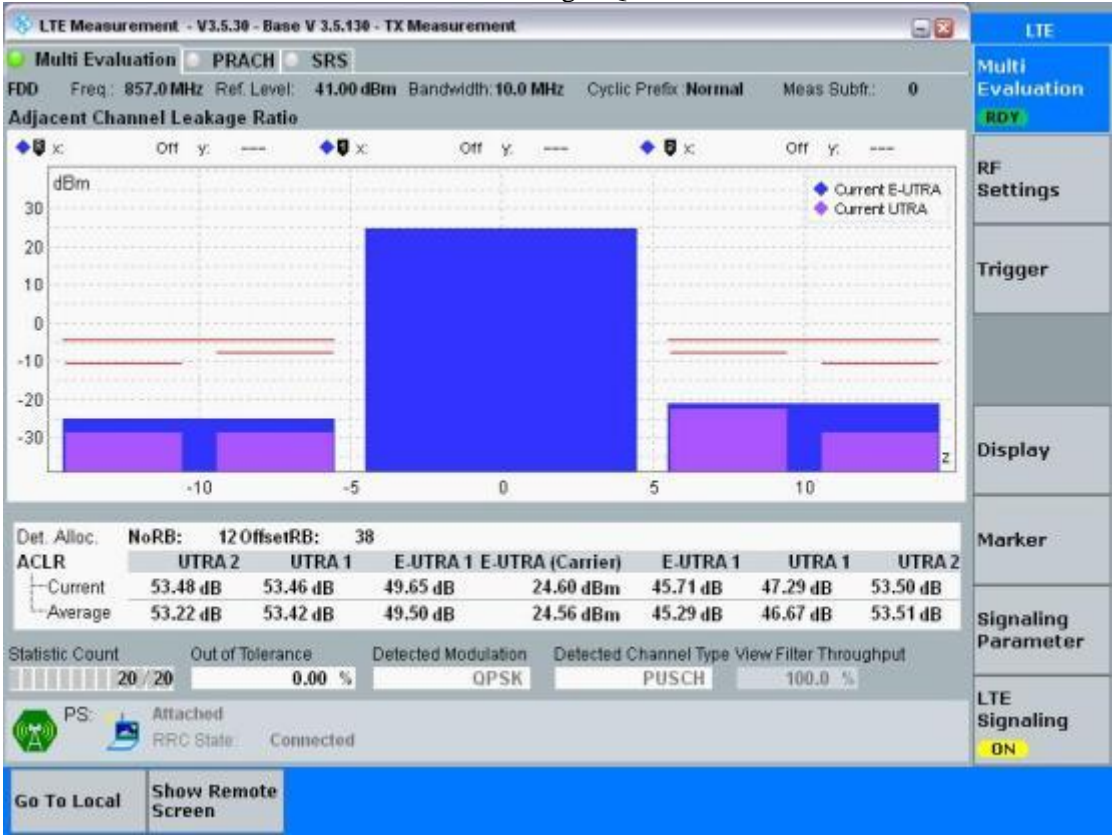 LTE Measurement - V3.5.30 - Base V 3.5.130 - TX Measurement
LTE
Multi Evaluation PRACH SRS
Multi
Evaluation
RDY
FDD Freq.: 857.0 MHz Ref. Level: 41.00 dBm Bandwidth: 10.0 MHz Cyclic Prefix: Normal Meas Subfr.: 0
Adjacent Channel Leakage Ratio
x: Off y: --- x: Off y: --- x: Off y: ---
dBm
Current E-UTRA
Current UTRA
RF
Settings
30
20
10
0
-10
-20
-30
z
-10 -5 0 5 10
Trigger
Display
Marker
Det. Alloc. NoRB: 12 OffsetRB: 38
ACLR UTRA 2 UTRA 1 E-UTRA 1 E-UTRA (Carrier) E-UTRA 1 UTRA 1 UTRA 2
Current 53.48 dB 53.46 dB 49.65 dB 24.60 dBm 45.71 dB 47.29 dB 53.50 dB
Average 53.22 dB 53.42 dB 49.50 dB 24.56 dBm 45.29 dB 46.67 dB 53.51 dB
Signaling
Parameter
Statistic Count Out of Tolerance Detected Modulation Detected Channel Type View Filter Throughput
20 / 20 0.00 % QPSK PUSCH 100.0 %
PS: Attached
RRC State: Connected
LTE
Signaling
ON
Go To Local
Show Remote
Screen